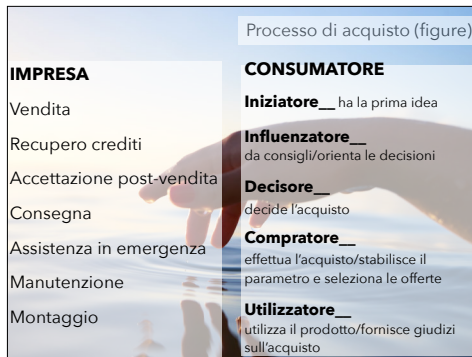 Processo di acquisto (figure)
IMPRESA
Vendita
Recupero crediti
Accettazione post-vendita
Consegna
Assistenza in emergenza
Manutenzione
Montaggio
CONSUMATORE
Iniziatore__ ha la prima idea
Influenzatore__
da consigli/orienta le decisioni
Decisore__
decide l'acquisto
Compratore__
effettua l'acquisto/stabilisce il
parametro e seleziona le offerte
Utilizzatore__
utilizza il prodotto/fornisce giudizi
sull'acquisto